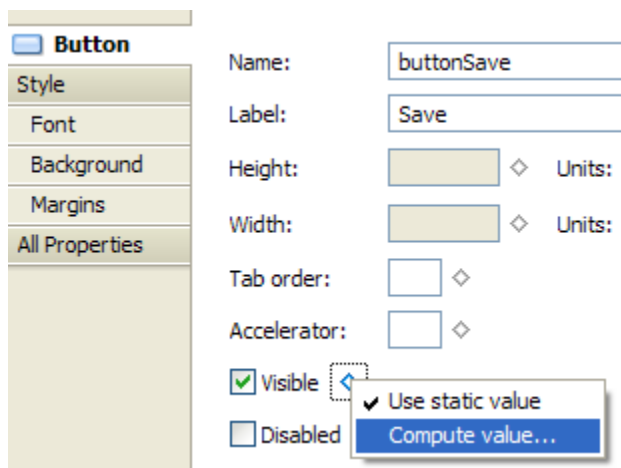 Button
Style
Font
Background
Margins
All Properties
Name: buttonSave
Label: Save
Height: Units:
Width: Units:
Tab order:
Accelerator:
Visible
Use static value
Disabled
Compute value...